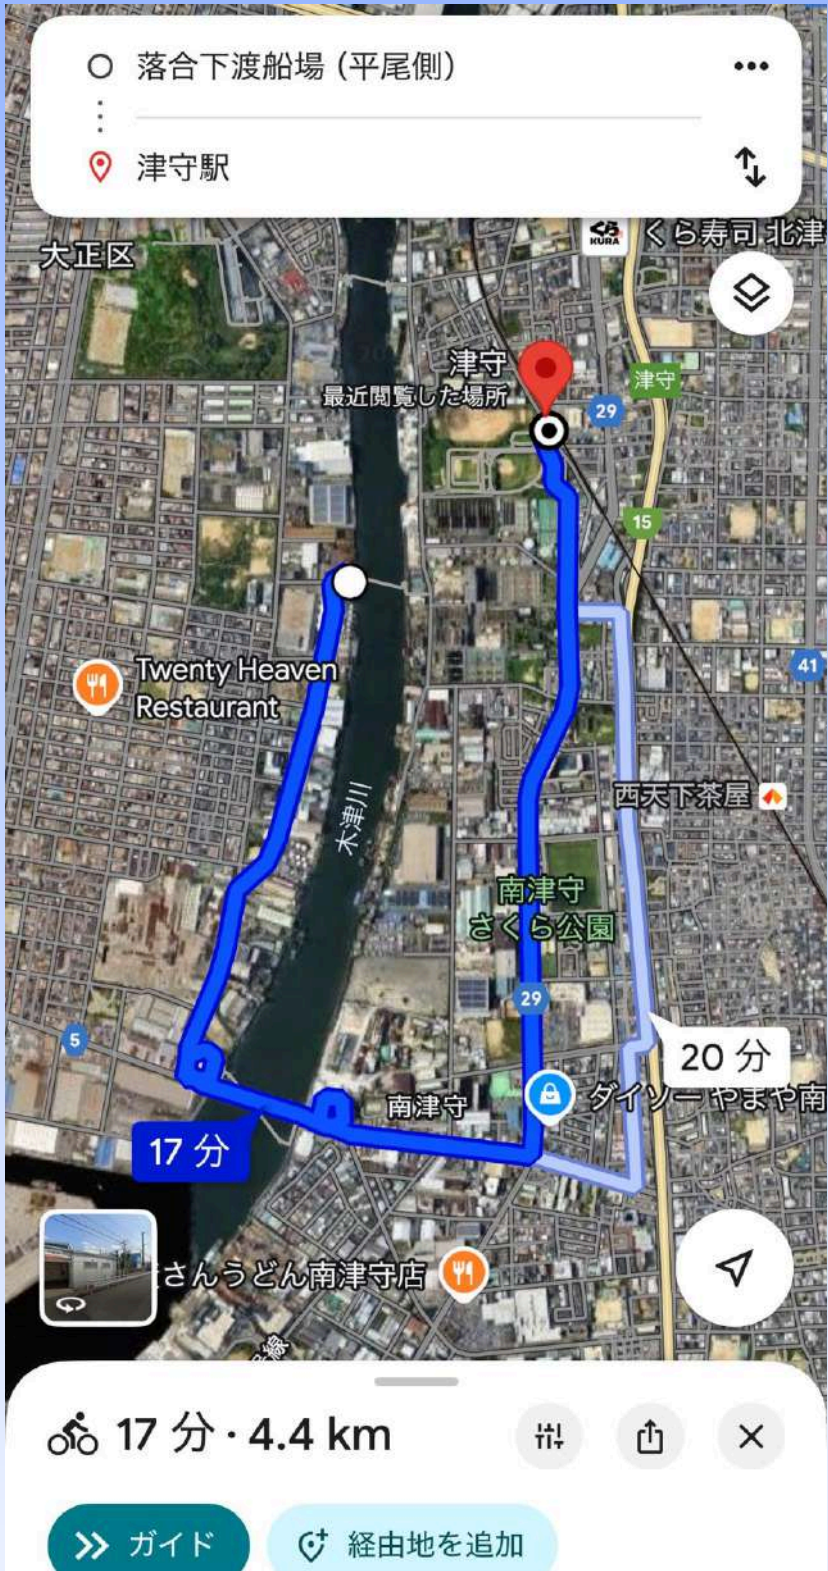 落合下渡船場 (平尾側)
津守駅
KURA
くら寿司 北津
大正区
津守
最近閲覧した場所
津守
29
15
41
Twenty Heaven
Restaurant
木津川
西天下茶屋
南津守
さくら公園
29
5
20 分
ダイソー やまや南
南津守
17 分
さんうどん南津守店
17 分 · 4.4 km
ガイド
経由地を追加